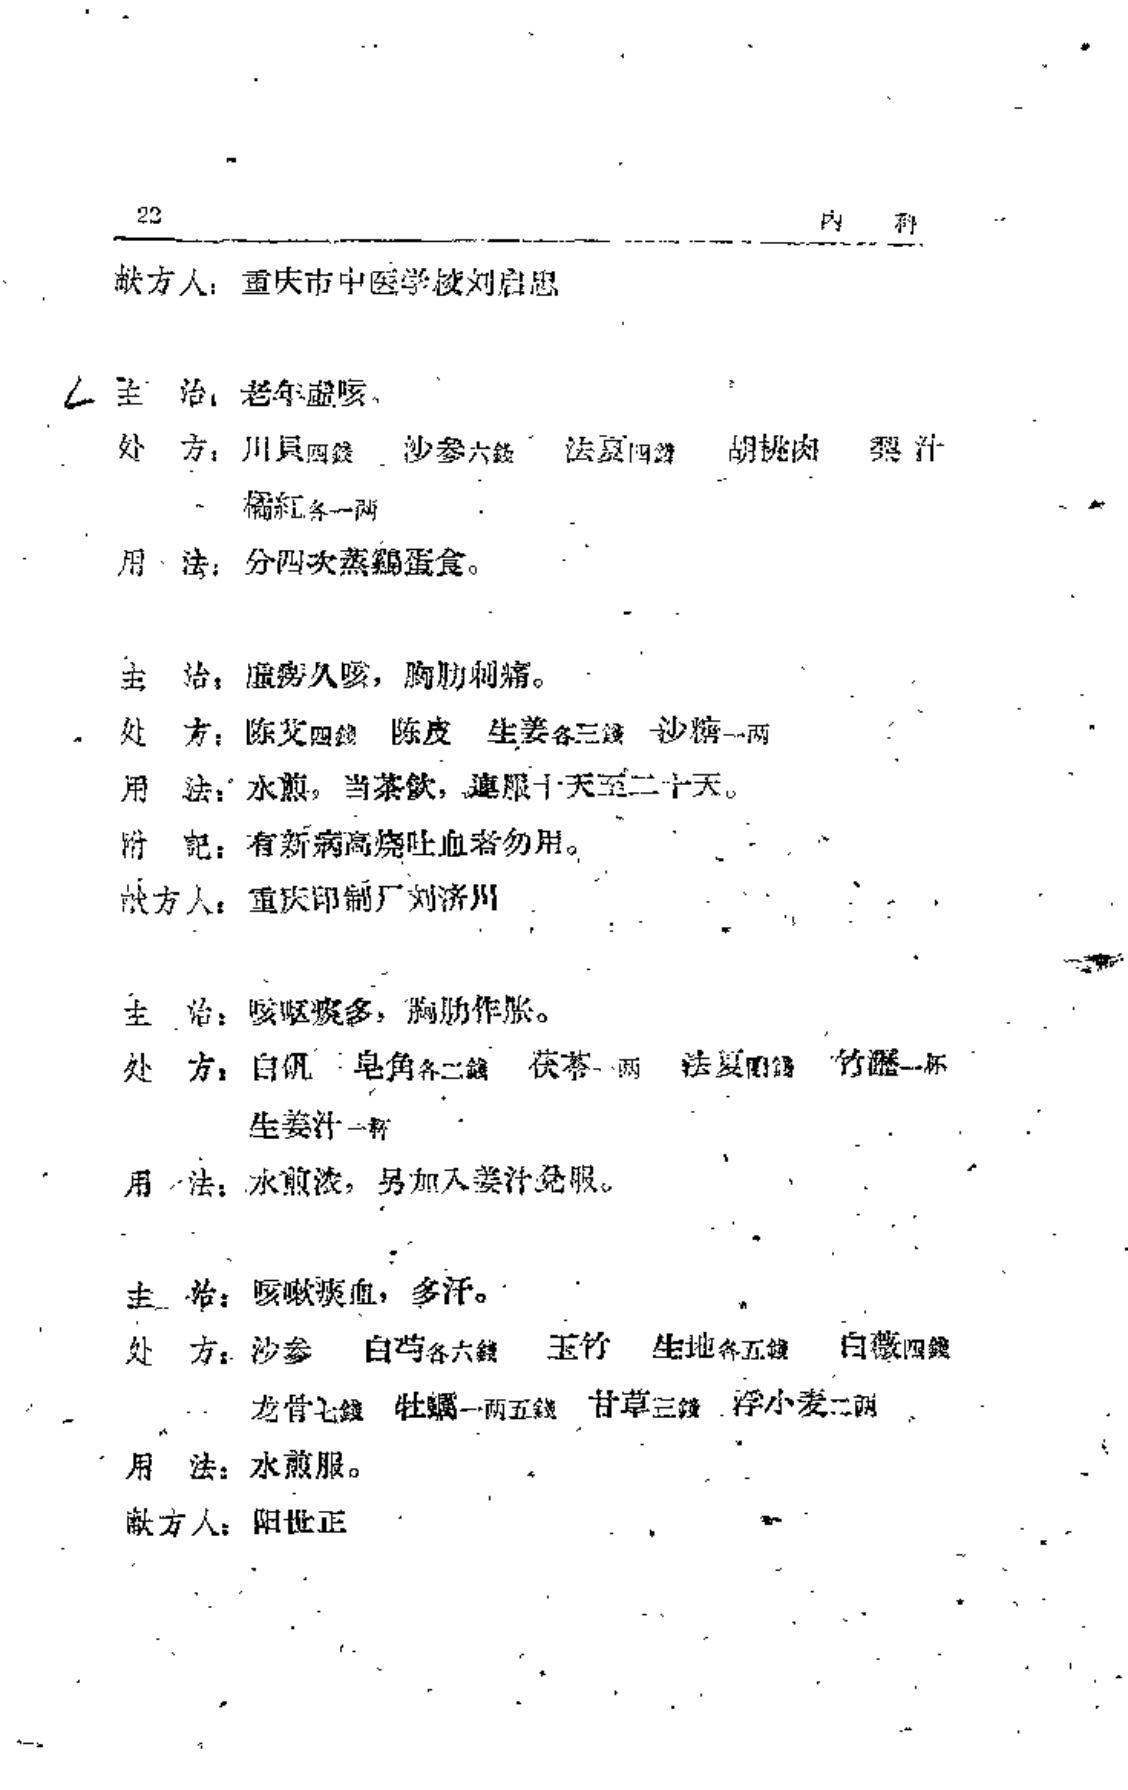 22 内 科
献方人：重庆市中医学校刘启思
主 治：老年虚咳。
处 方：川貝四錢 沙参六錢 法夏四錢 胡桃肉 梨汁
橘紅各一两
用 法：分四次蒸鷄蛋食。
主 治：虛痨久咳，胸肋刺痛。
处 方：陈艾四錢 陈皮 生姜各三錢 沙糖一两
用 法：水煎，当茶飲，連服十天至二十天。
附 記：有新病高烧吐血者勿用。
献方人：重庆印制厂刘济川
主 治：咳呕痰多，胸肋作胀。
处 方：白矾 皂角各二錢 茯苓一两 法夏四錢 竹瀝一杯
生姜汁一杯
用 法：水煎浓，另加入姜汁兌服。
主 治：咳嗽痰血，多汗。
处 方：沙参 白芍各六錢 玉竹 生地各五錢 白薇四錢
龙骨七錢 牡蠣一两五錢 甘草三錢 浮小麦二两
用 法：水煎服。
献方人：阳世正